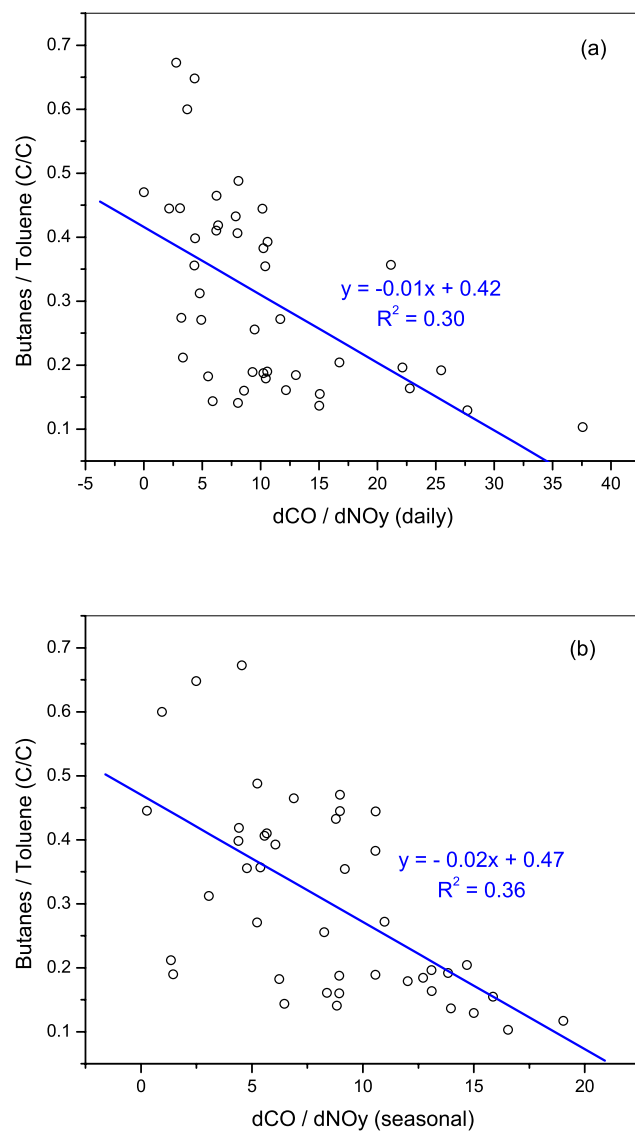 0.7
0.6
0.5
0.4
0.3
0.2
0.1
Butanes / Toluene (C/C)
(a)
y = -0.01x + 0.42
R² = 0.30
-5 0 5 10 15 20 25 30 35 40
dCO / dNOy (daily)
0.7
0.6
0.5
0.4
0.3
0.2
0.1
Butanes / Toluene (C/C)
(b)
y = - 0.02x + 0.47
R² = 0.36
0 5 10 15 20
dCO / dNOy (seasonal)